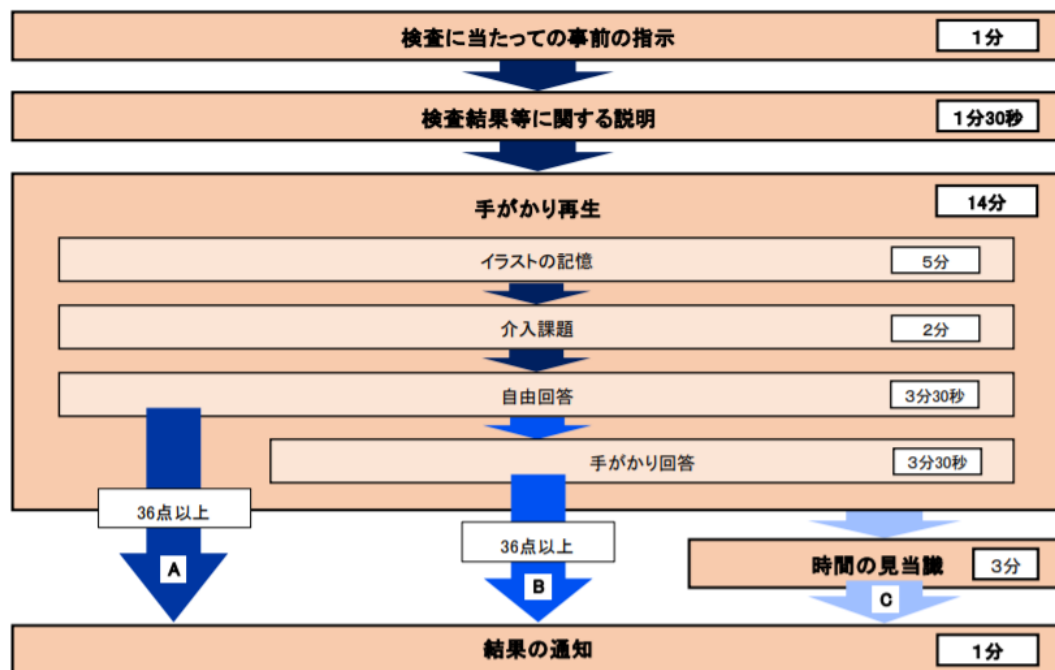 検査に当たっての事前の指示 1分
検査結果等に関する説明 1分30秒
手がかり再生 14分
イラストの記憶 5分
介入課題 2分
自由回答 3分30秒
手がかり回答 3分30秒
36点以上
36点以上
A
B
時間の見当識 3分
C
結果の通知 1分